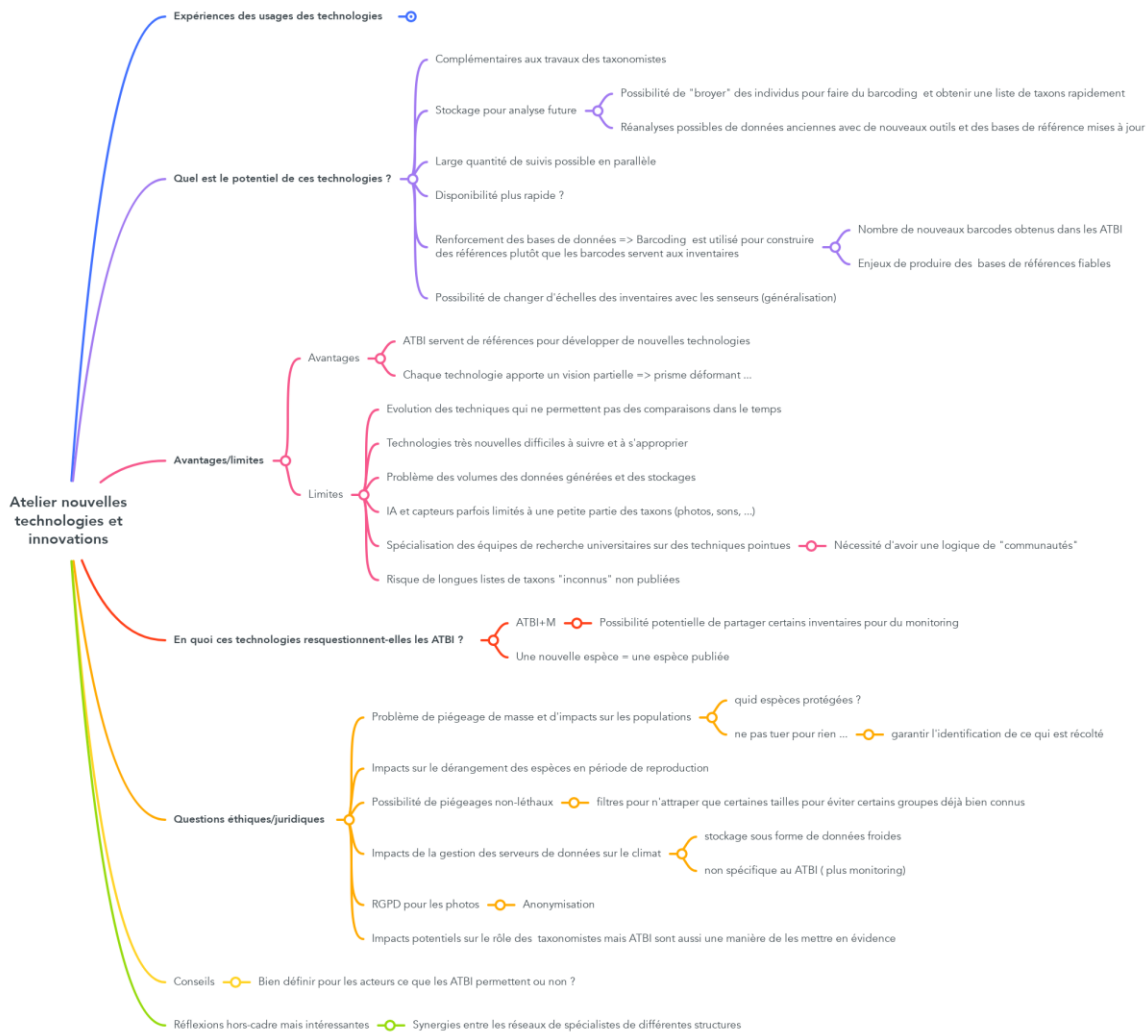 Atelier nouvelles
technologies et
innovations
Expériences des usages des technologies
Quel est le potentiel de ces technologies ?
Complémentaires aux travaux des taxonomistes
Stockage pour analyse future
Possibilité de "broyer" des individus pour faire du barcoding et obtenir une liste de taxons rapidement
Réanalyses possibles de données anciennes avec de nouveaux outils et des bases de référence mises à jour
Large quantité de suivis possible en parallèle
Disponibilité plus rapide ?
Renforcement des bases de données => Barcoding est utilisé pour construire
des références plutôt que les barcodes servent aux inventaires
Nombre de nouveaux barcodes obtenus dans les ATBI
Enjeux de produire des bases de références fiables
Possibilité de changer d'échelles des inventaires avec les senseurs (généralisation)
Avantages/limites
Avantages
ATBI servent de références pour développer de nouvelles technologies
Chaque technologie apporte un vision partielle => prisme déformant ...
Limites
Evolution des techniques qui ne permettent pas des comparaisons dans le temps
Technologies très nouvelles difficiles à suivre et à s'approprier
Problème des volumes des données générées et des stockages
IA et capteurs parfois limités à une petite partie des taxons (photos, sons, ...)
Spécialisation des équipes de recherche universitaires sur des techniques pointues
Nécessité d'avoir une logique de "communautés"
Risque de longues listes de taxons "inconnus" non publiées
En quoi ces technologies resquestionnent-elles les ATBI ?
ATBI+M
Possibilité potentielle de partager certains inventaires pour du monitoring
Une nouvelle espèce = une espèce publiée
Questions éthiques/juridiques
Problème de piégeage de masse et d'impacts sur les populations
quid espèces protégées ?
ne pas tuer pour rien ...
garantir l'identification de ce qui est récolté
Impacts sur le dérangement des espèces en période de reproduction
Possibilité de piégeages non-léthaux
filtres pour n'attraper que certaines tailles pour éviter certains groupes déjà bien connus
Impacts de la gestion des serveurs de données sur le climat
stockage sous forme de données froides
non spécifique au ATBI ( plus monitoring)
RGPD pour les photos
Anonymisation
Impacts potentiels sur le rôle des taxonomistes mais ATBI sont aussi une manière de les mettre en évidence
Conseils
Bien définir pour les acteurs ce que les ATBI permettent ou non ?
Réflexions hors-cadre mais intéressantes
Synergies entre les réseaux de spécialistes de différentes structures